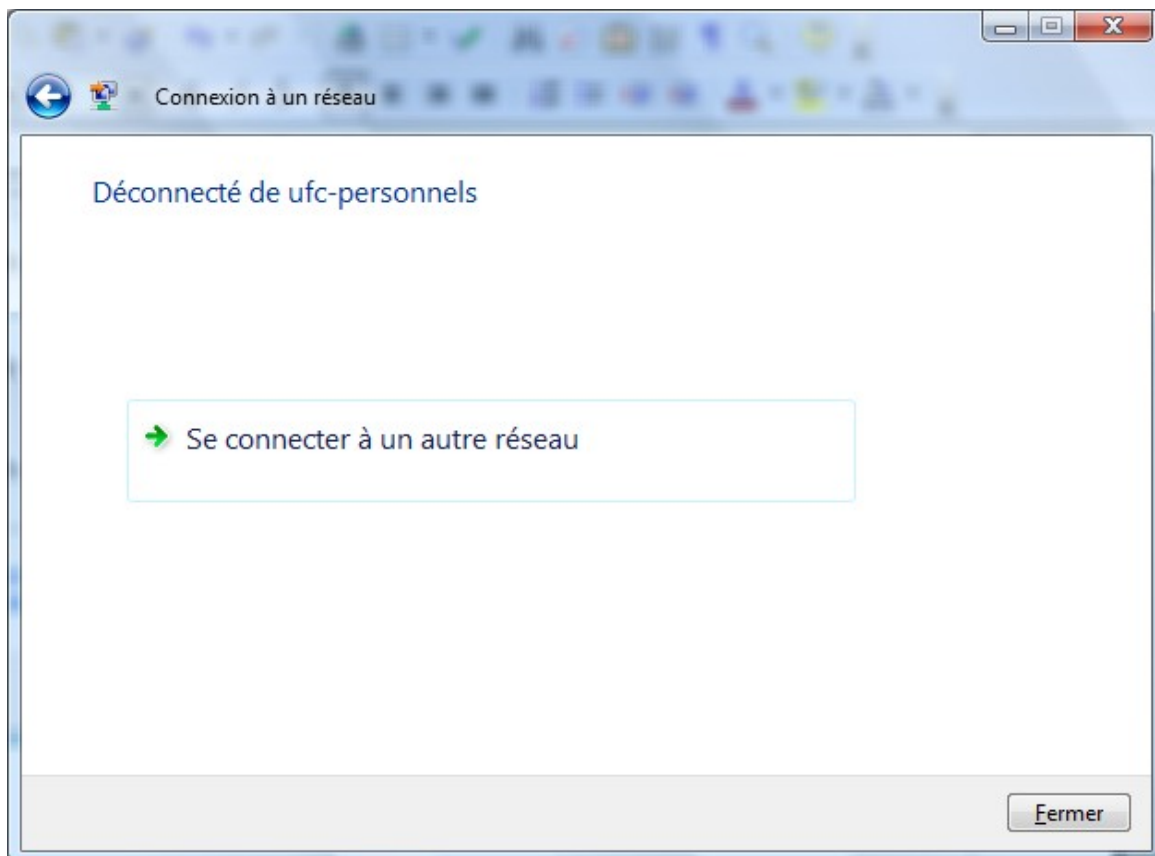 Connexion à un réseau
Déconnecté de ufc-personnels
Se connecter à un autre réseau
Fermer